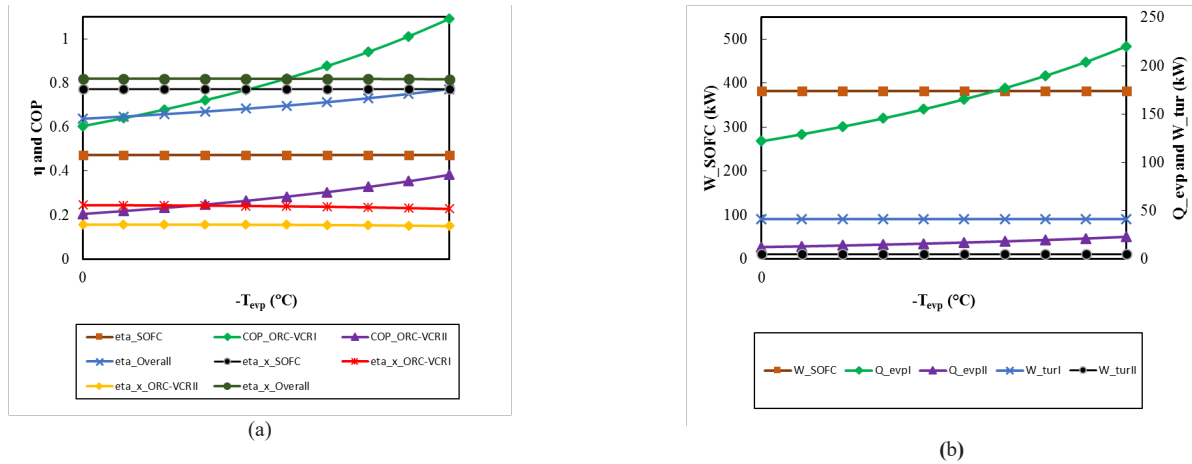 η and COP
1
0.8
0.6
0.4
0.2
0
0
-T_evp (°C)
eta_SOFC
COP_ORC-VCRI
COP_ORC-VCRII
eta_Overall
eta_x_SOFC
eta_x_ORC-VCRI
eta_x_ORC-VCRII
eta_x_Overall
(a)
W_SOFC (kW)
500
400
300
200
100
0
0
-T_evp (°C)
250
200
150
100
50
0
Q_evp and W_tur (kW)
W_SOFC
Q_evpI
Q_evpII
W_turI
W_turII
(b)